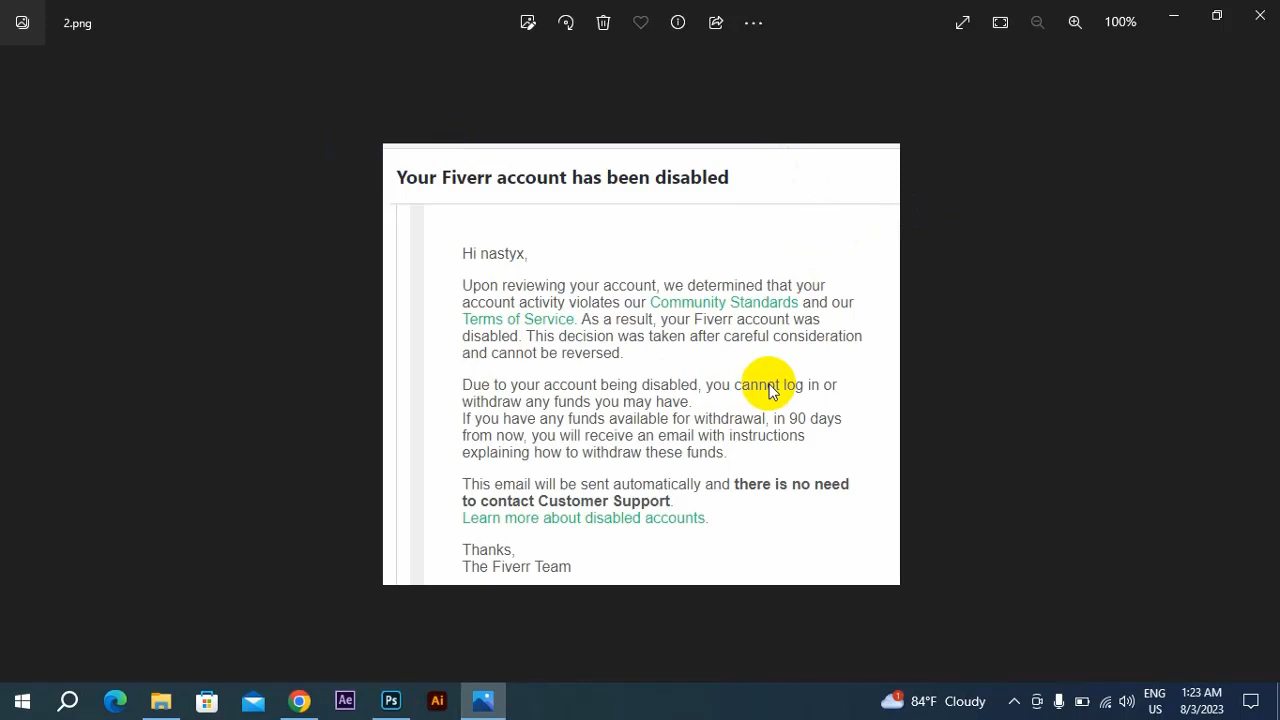 2.png
100%
Your Fiverr account has been disabled
Hi nastyx,
Upon reviewing your account, we determined that your
account activity violates our Community Standards and our
Terms of Service. As a result, your Fiverr account was
disabled. This decision was taken after careful consideration
and cannot be reversed.
Due to your account being disabled, you cannot log in or
withdraw any funds you may have.
If you have any funds available for withdrawal, in 90 days
from now, you will receive an email with instructions
explaining how to withdraw these funds.
This email will be sent automatically and there is no need
to contact Customer Support.
Learn more about disabled accounts.
Thanks,
The Fiverr Team
Ae
Ps
Ai
1
84°F Cloudy
ENG
US
1:23 AM
8/3/2023